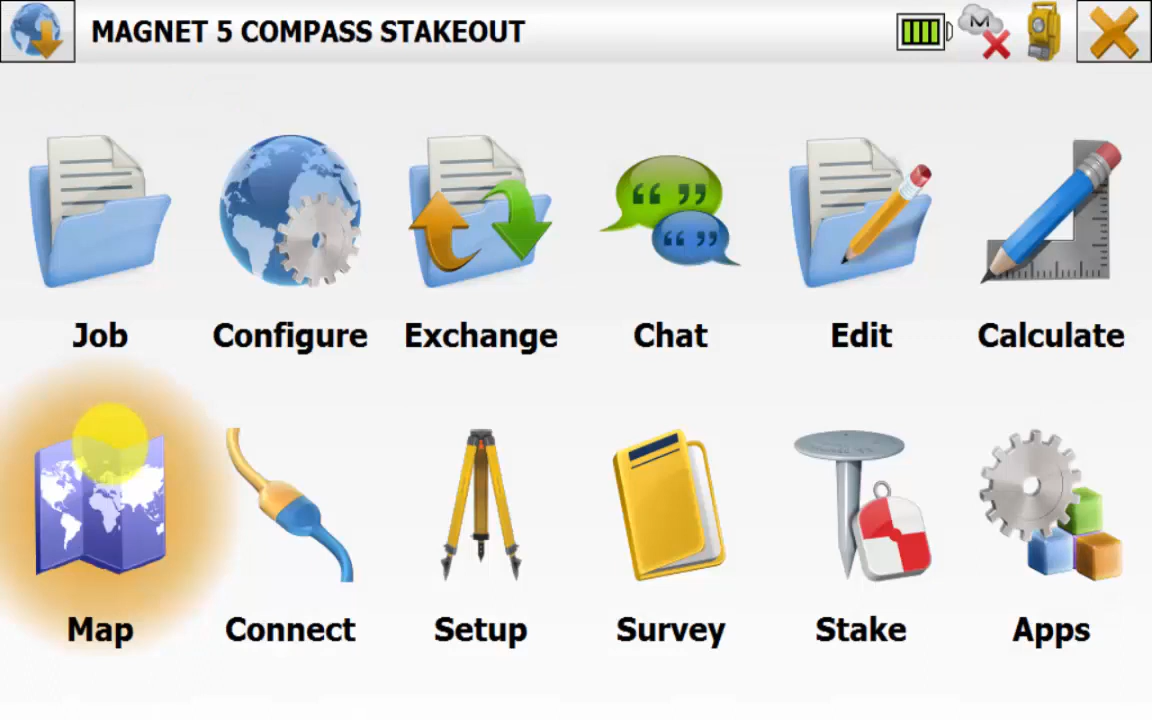 MAGNET 5 COMPASS STAKEOUT
M
Job Configure Exchange Chat Edit Calculate
Map Connect Setup Survey Stake Apps